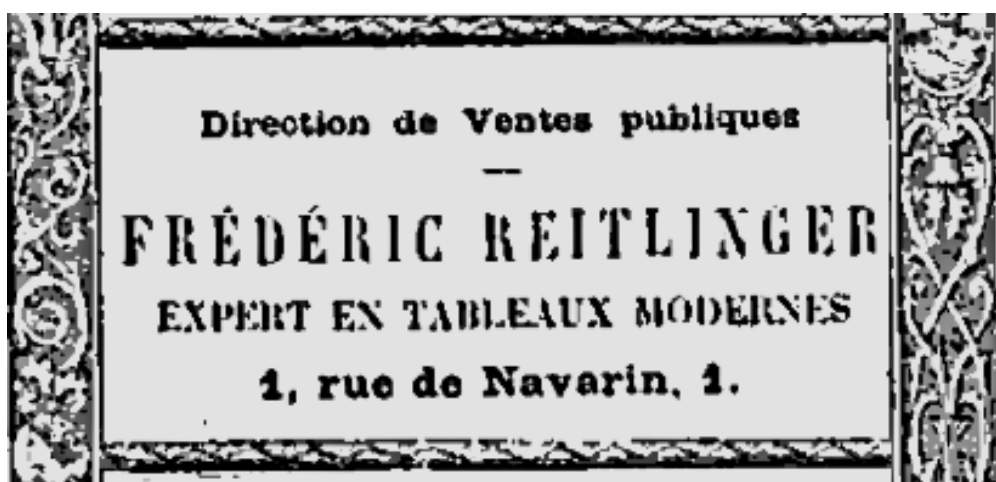 Direction de Ventes publiques
FRÉDÉRIC REITLINGER
EXPERT EN TABLEAUX MODERNES
1, rue de Navarin, 1.